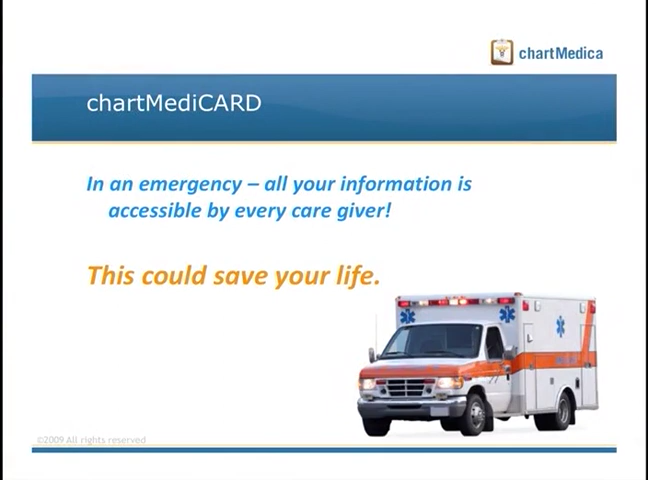 chartMedica
chartMediCARD
In an emergency – all your information is
accessible by every care giver!
This could save your life.
©2009 All rights reserved